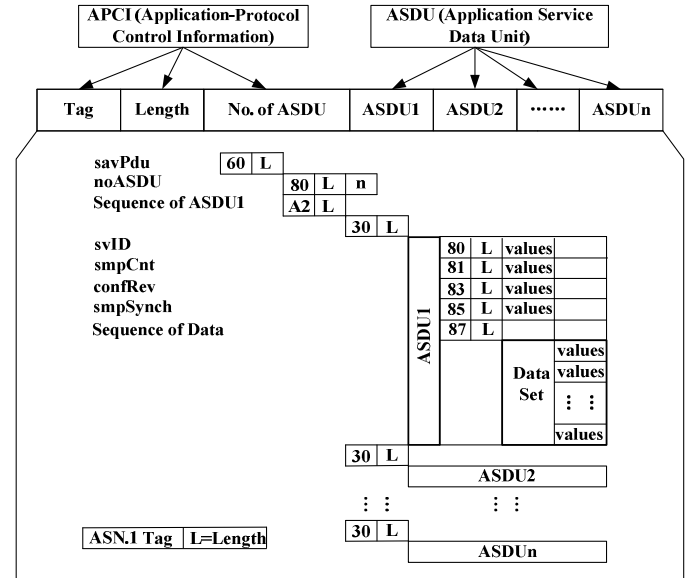 APCI (Application-Protocol Control Information)
ASDU (Application Service Data Unit)
Tag Length No. of ASDU ASDU1 ASDU2 ...... ASDUn
savPdu 60 L
noASDU 80 L n
Sequence of ASDU1 A2 L
30 L
svID 80 L values
smpCnt 81 L values
confRev 83 L values
smpSynch 85 L values
Sequence of Data 87 L
ASDU1
Data Set
values
values
⋮ ⋮
values
30 L
ASDU2
⋮ ⋮ ⋮ ⋮
30 L
ASDUn
ASN.1 Tag L=Length